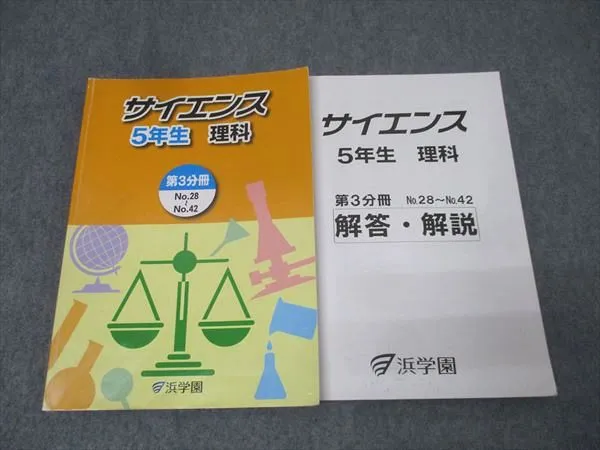 サイエンス
5年生 理科
第3分冊
No.28
〜
No.42
浜学園
サイエンス
5年生 理科
第3分冊 No.28〜No.42
解答・解説
浜学園